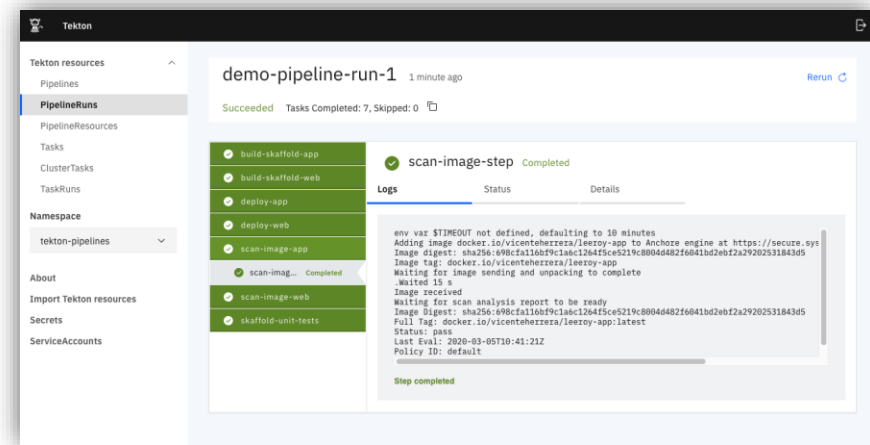 Tekton
Tekton resources
Pipelines
PipelineRuns
PipelineResources
Tasks
ClusterTasks
TaskRuns
Namespace
tekton-pipelines
About
Import Tekton resources
Secrets
ServiceAccounts
demo-pipeline-run-1 1 minute ago
Rerun
Succeeded Tasks Completed: 7, Skipped: 0
build-skaffold-app
build-skaffold-web
deploy-app
deploy-web
scan-image-app
scan-imag... Completed
scan-image-web
skaffold-unit-tests
scan-image-step Completed
Logs Status Details
env var $TIMEOUT not defined, defaulting to 10 minutes
Adding image docker.io/vicenteherrera/leeroy-app to Anchore engine at https://secure.sys
Image digest: sha256:698cfa116bf9c1a6c1264f5ce5219c8004d482f6041bd2ebf2a29202531843d5
Image tag: docker.io/vicenteherrera/leeroy-app
Waiting for image sending and unpacking to complete
.Waited 15 s
Image received
Waiting for scan analysis report to be ready
Image Digest: sha256:698cfa116bf9c1a6c1264f5ce5219c8004d482f6041bd2ebf2a29202531843d5
Full Tag: docker.io/vicenteherrera/leeroy-app:latest
Status: pass
Last Eval: 2020-03-05T10:41:21Z
Policy ID: default
Step completed